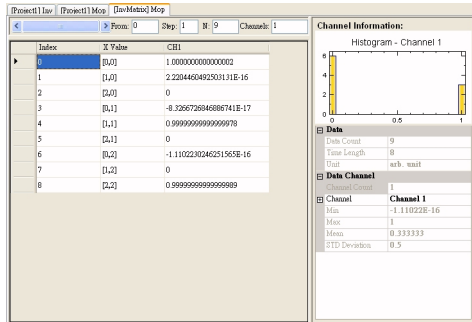 [Project1] Inv [Project1] Mop [InvMatrix] Mop
From: 0 Step: 1 N: 9 Channels: 1
Index X Value CH1
0 [0,0] 1.0000000000000002
1 [1,0] 2.2204460492503131E-16
2 [2,0] 0
3 [0,1] -8.3266726846886741E-17
4 [1,1] 0.99999999999999978
5 [2,1] 0
6 [0,2] -1.1102230246251565E-16
7 [1,2] 0
8 [2,2] 0.99999999999999989
Channel Information:
Histogram - Channel 1
6
4
2
0
0 0.5 1
Data
Data Count 9
Time Length 8
Unit arb. unit
Data Channel
Channel Count 1
Channel Channel 1
Min -1.11022E-16
Max 1
Mean 0.333333
STD Deviation 0.5